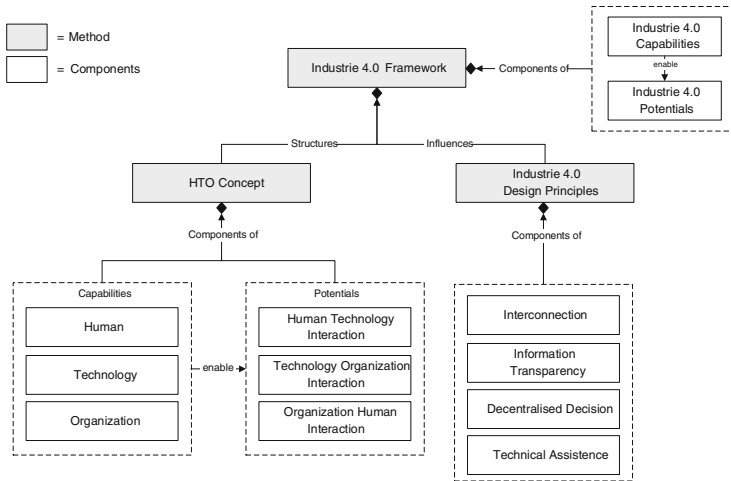 = Method
= Components
Industrie 4.0 Framework
Components of
Industrie 4.0
Capabilities
enable
Industrie 4.0
Potentials
Structures
Influences
HTO Concept
Industrie 4.0
Design Principles
Components of
Components of
Capabilities
Human
Technology
Organization
enable
Potentials
Human Technology
Interaction
Technology Organization
Interaction
Organization Human
Interaction
Interconnection
Information
Transparency
Decentralised Decision
Technical Assistence